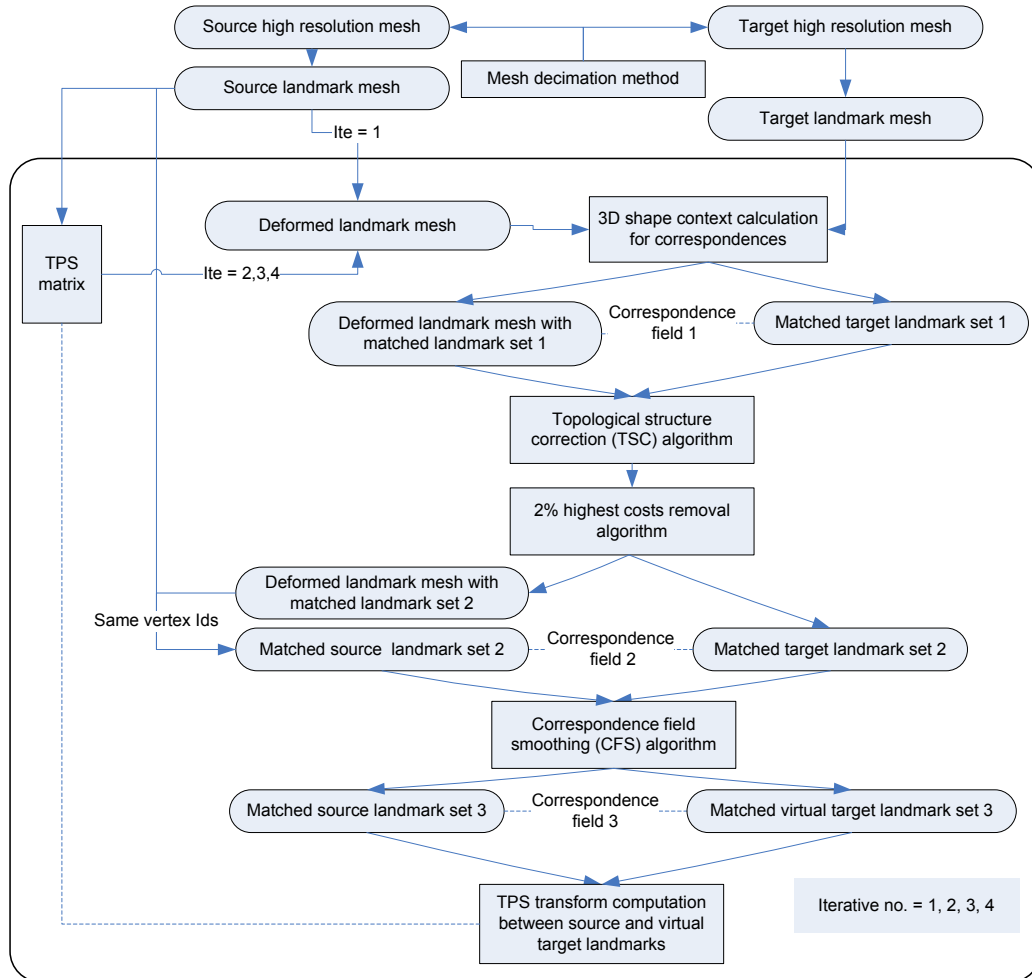 Source high resolution mesh
Target high resolution mesh
Mesh decimation method
Source landmark mesh
Target landmark mesh
Ite = 1
Deformed landmark mesh
3D shape context calculation
for correspondences
TPS
matrix
Ite = 2,3,4
Deformed landmark mesh with
matched landmark set 1
Correspondence
field 1
Matched target landmark set 1
Topological structure
correction (TSC) algorithm
2% highest costs removal
algorithm
Deformed landmark mesh with
matched landmark set 2
Same vertex Ids
Matched source landmark set 2
Correspondence
field 2
Matched target landmark set 2
Correspondence field
smoothing (CFS) algorithm
Matched source landmark set 3
Correspondence
field 3
Matched virtual target landmark set 3
TPS transform computation
between source and virtual
target landmarks
Iterative no. = 1, 2, 3, 4